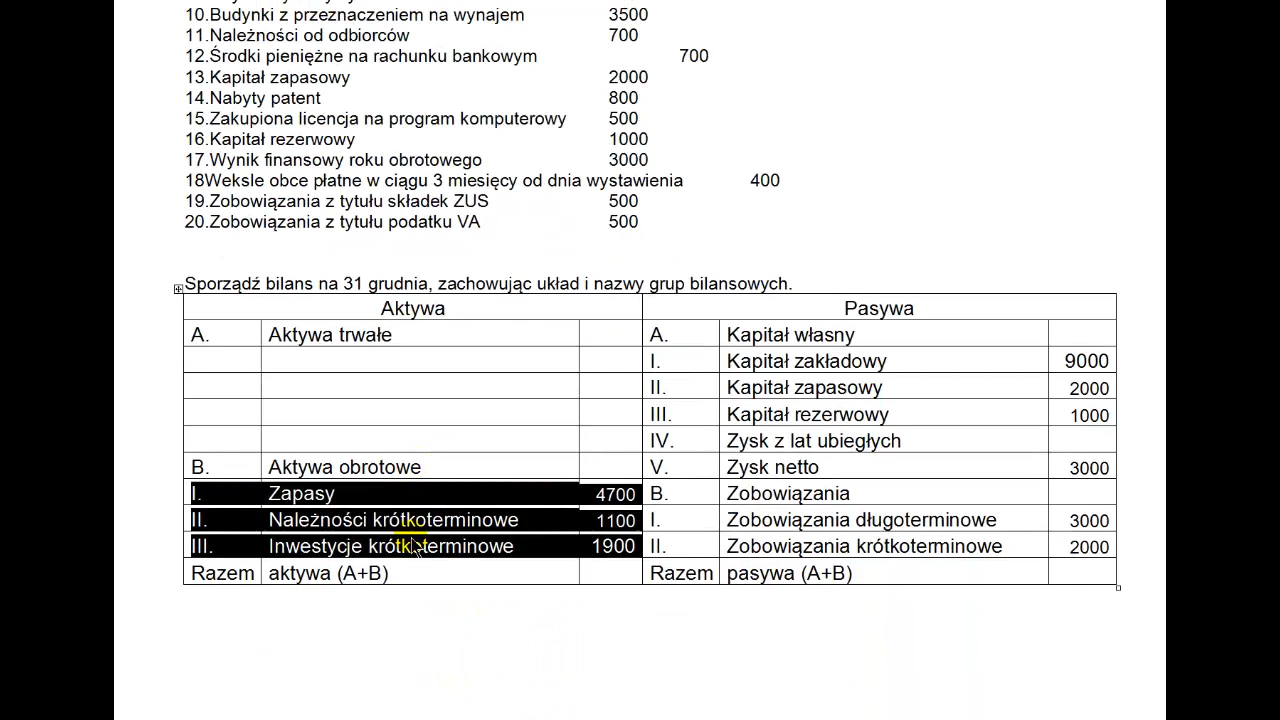 10.Budynki z przeznaczeniem na wynajem 3500
11.Należności od odbiorców 700
12.Środki pieniężne na rachunku bankowym 700
13.Kapitał zapasowy 2000
14.Nabyty patent 800
15.Zakupiona licencja na program komputerowy 500
16.Kapitał rezerwowy 1000
17.Wynik finansowy roku obrotowego 3000
18Weksle obce płatne w ciągu 3 miesięcy od dnia wystawienia 400
19.Zobowiązania z tytułu składek ZUS 500
20.Zobowiązania z tytułu podatku VA 500
Sporządź bilans na 31 grudnia, zachowując układ i nazwy grup bilansowych.
Aktywa Pasywa
A. Aktywa trwałe A. Kapitał własny
I. Kapitał zakładowy 9000
II. Kapitał zapasowy 2000
III. Kapitał rezerwowy 1000
IV. Zysk z lat ubiegłych
B. Aktywa obrotowe V. Zysk netto 3000
I. Zapasy 4700 B. Zobowiązania
II. Należności krótkoterminowe 1100 I. Zobowiązania długoterminowe 3000
III. Inwestycje krótkoterminowe 1900 II. Zobowiązania krótkoterminowe 2000
Razem aktywa (A+B) Razem pasywa (A+B)